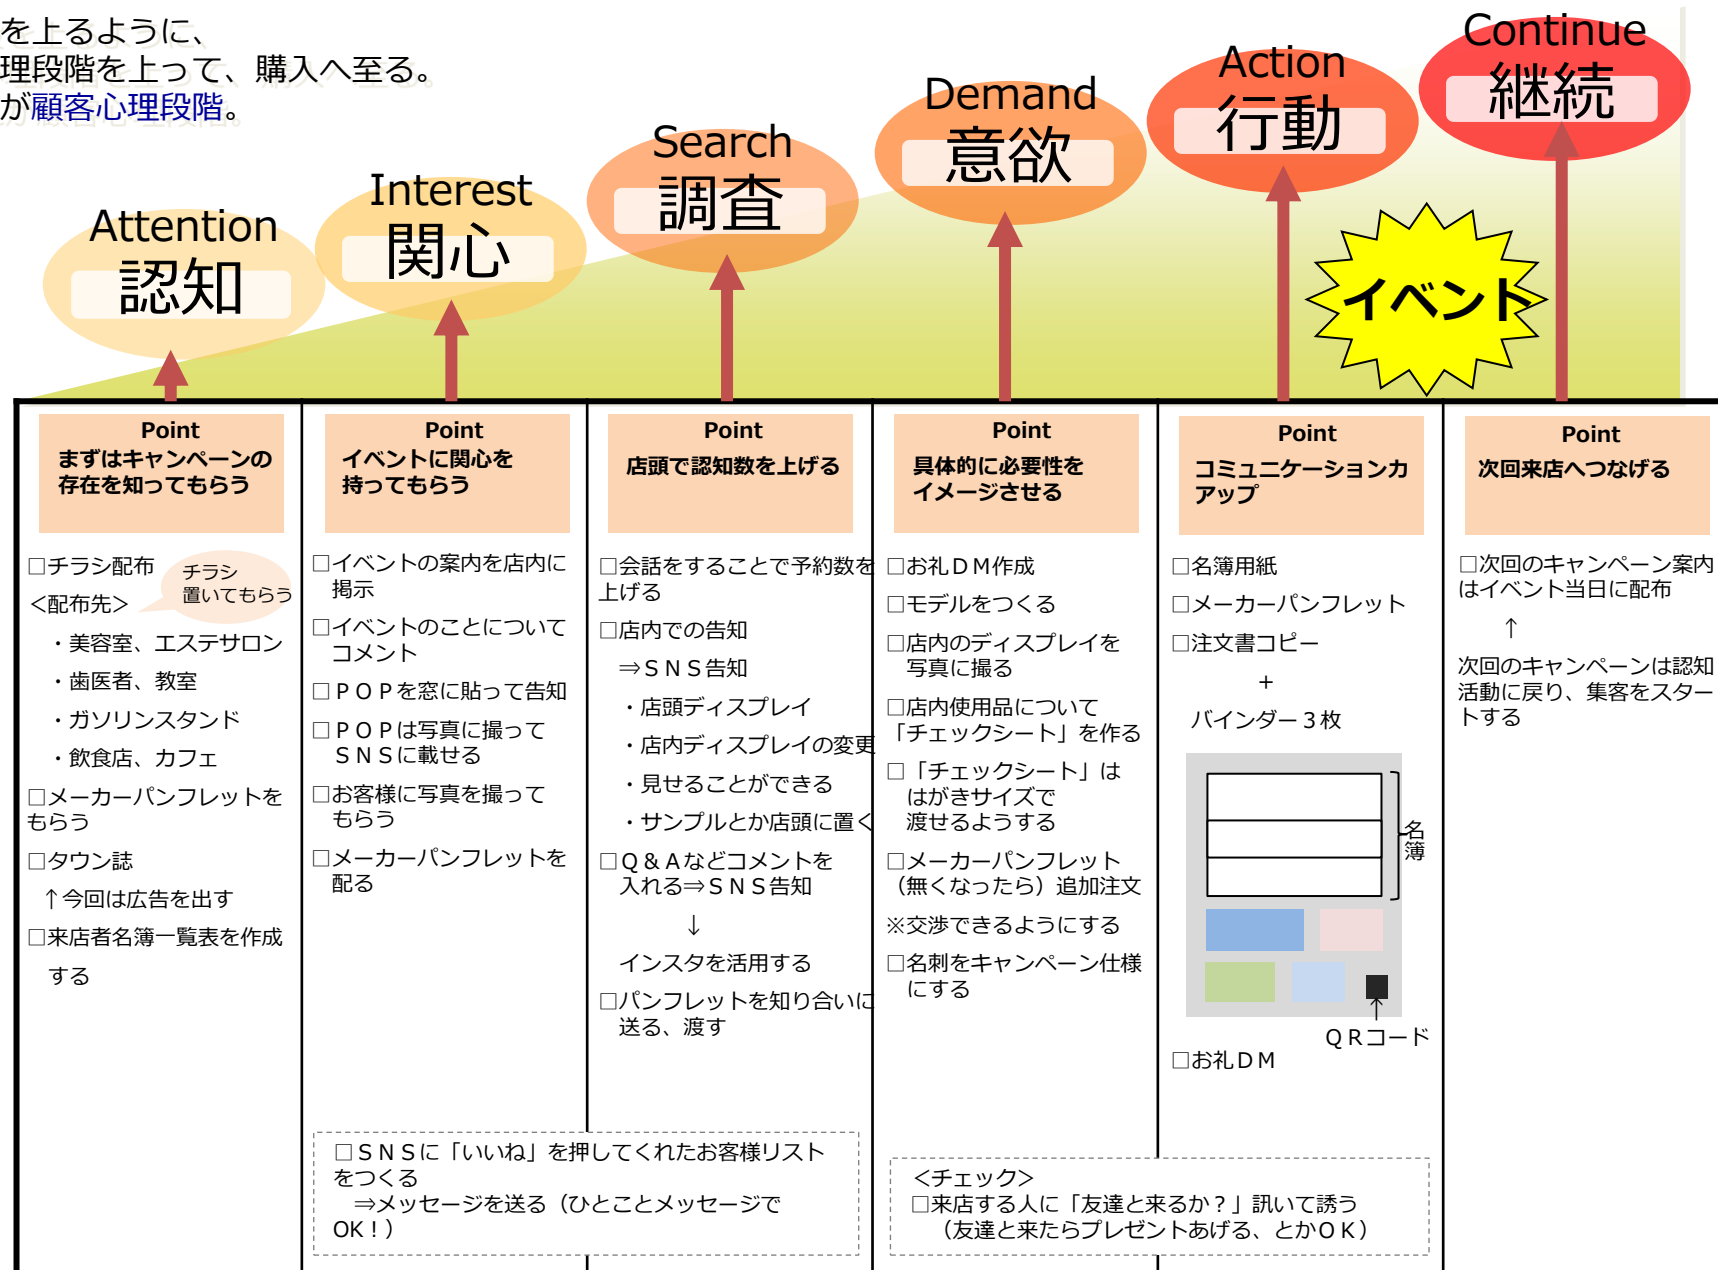 を上るように、
理段階を上って、購入へ至る。
が顧客心理段階。
Attention
認知
Interest
関心
Search
調査
Demand
意欲
Action
行動
Continue
継続
イベント
Point
まずはキャンペーンの
存在を知ってもらう
□チラシ配布
チラシ
置いてもらう
<配布先>
・美容室、エステサロン
・歯医者、教室
・ガソリンスタンド
・飲食店、カフェ
□メーカーパンフレットを
もらう
□タウン誌
↑今回は広告を出す
□来店者名簿一覧表を作成
する
Point
イベントに関心を
持ってもらう
□イベントの案内を店内に
掲示
□イベントのことについて
コメント
□ＰＯＰを窓に貼って告知
□ＰＯＰは写真に撮って
ＳＮＳに載せる
□お客様に写真を撮って
もらう
□メーカーパンフレットを
配る
Point
店頭で認知数を上げる
□会話をすることで予約数を
上げる
□店内での告知
⇒ＳＮＳ告知
・店頭ディスプレイ
・店内ディスプレイの変更
・見せることができる
・サンプルとか店頭に置く
□Ｑ＆Ａなどコメントを
入れる⇒ＳＮＳ告知
↓
インスタを活用する
□パンフレットを知り合いに
送る、渡す
□ＳＮＳに「いいね」を押してくれたお客様リスト
をつくる
⇒メッセージを送る（ひとことメッセージで
OK！）
Point
具体的に必要性を
イメージさせる
□お礼ＤＭ作成
□モデルをつくる
□店内のディスプレイを
写真に撮る
□店内使用品について
「チェックシート」を作る
□「チェックシート」は
はがきサイズで
渡せるようする
□メーカーパンフレット
（無くなったら）追加注文
※交渉できるようにする
□名刺をキャンペーン仕様
にする
Point
コミュニケーション力
アップ
□名簿用紙
□メーカーパンフレット
□注文書コピー
＋
バインダー３枚
名簿
↑
ＱＲコード
□お礼ＤＭ
<チェック>
□来店する人に「友達と来るか？」訊いて誘う
（友達と来たらプレゼントあげる、とかＯＫ）
Point
次回来店へつなげる
□次回のキャンペーン案内
はイベント当日に配布
↑
次回のキャンペーンは認知
活動に戻り、集客をスター
トする